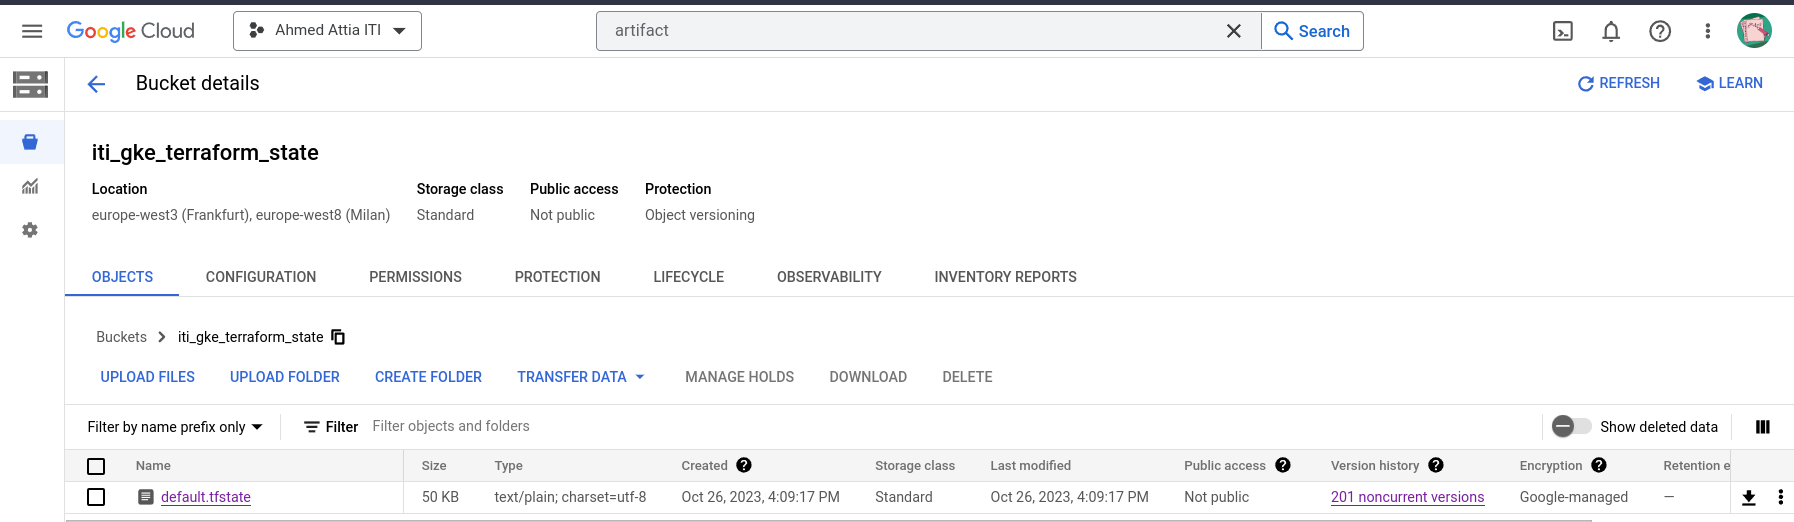 Google Cloud Ahmed Attia ITI artifact Search
Bucket details REFRESH LEARN
iti_gke_terraform_state
Location Storage class Public access Protection
europe-west3 (Frankfurt), europe-west8 (Milan) Standard Not public Object versioning
OBJECTS CONFIGURATION PERMISSIONS PROTECTION LIFECYCLE OBSERVABILITY INVENTORY REPORTS
Buckets iti_gke_terraform_state
UPLOAD FILES UPLOAD FOLDER CREATE FOLDER TRANSFER DATA MANAGE HOLDS DOWNLOAD DELETE
Filter by name prefix only Filter Filter objects and folders Show deleted data
Name Size Type Created Storage class Last modified Public access Version history Encryption Retention e
default.tfstate 50 KB text/plain; charset=utf-8 Oct 26, 2023, 4:09:17 PM Standard Oct 26, 2023, 4:09:17 PM Not public 201 noncurrent versions Google-managed —